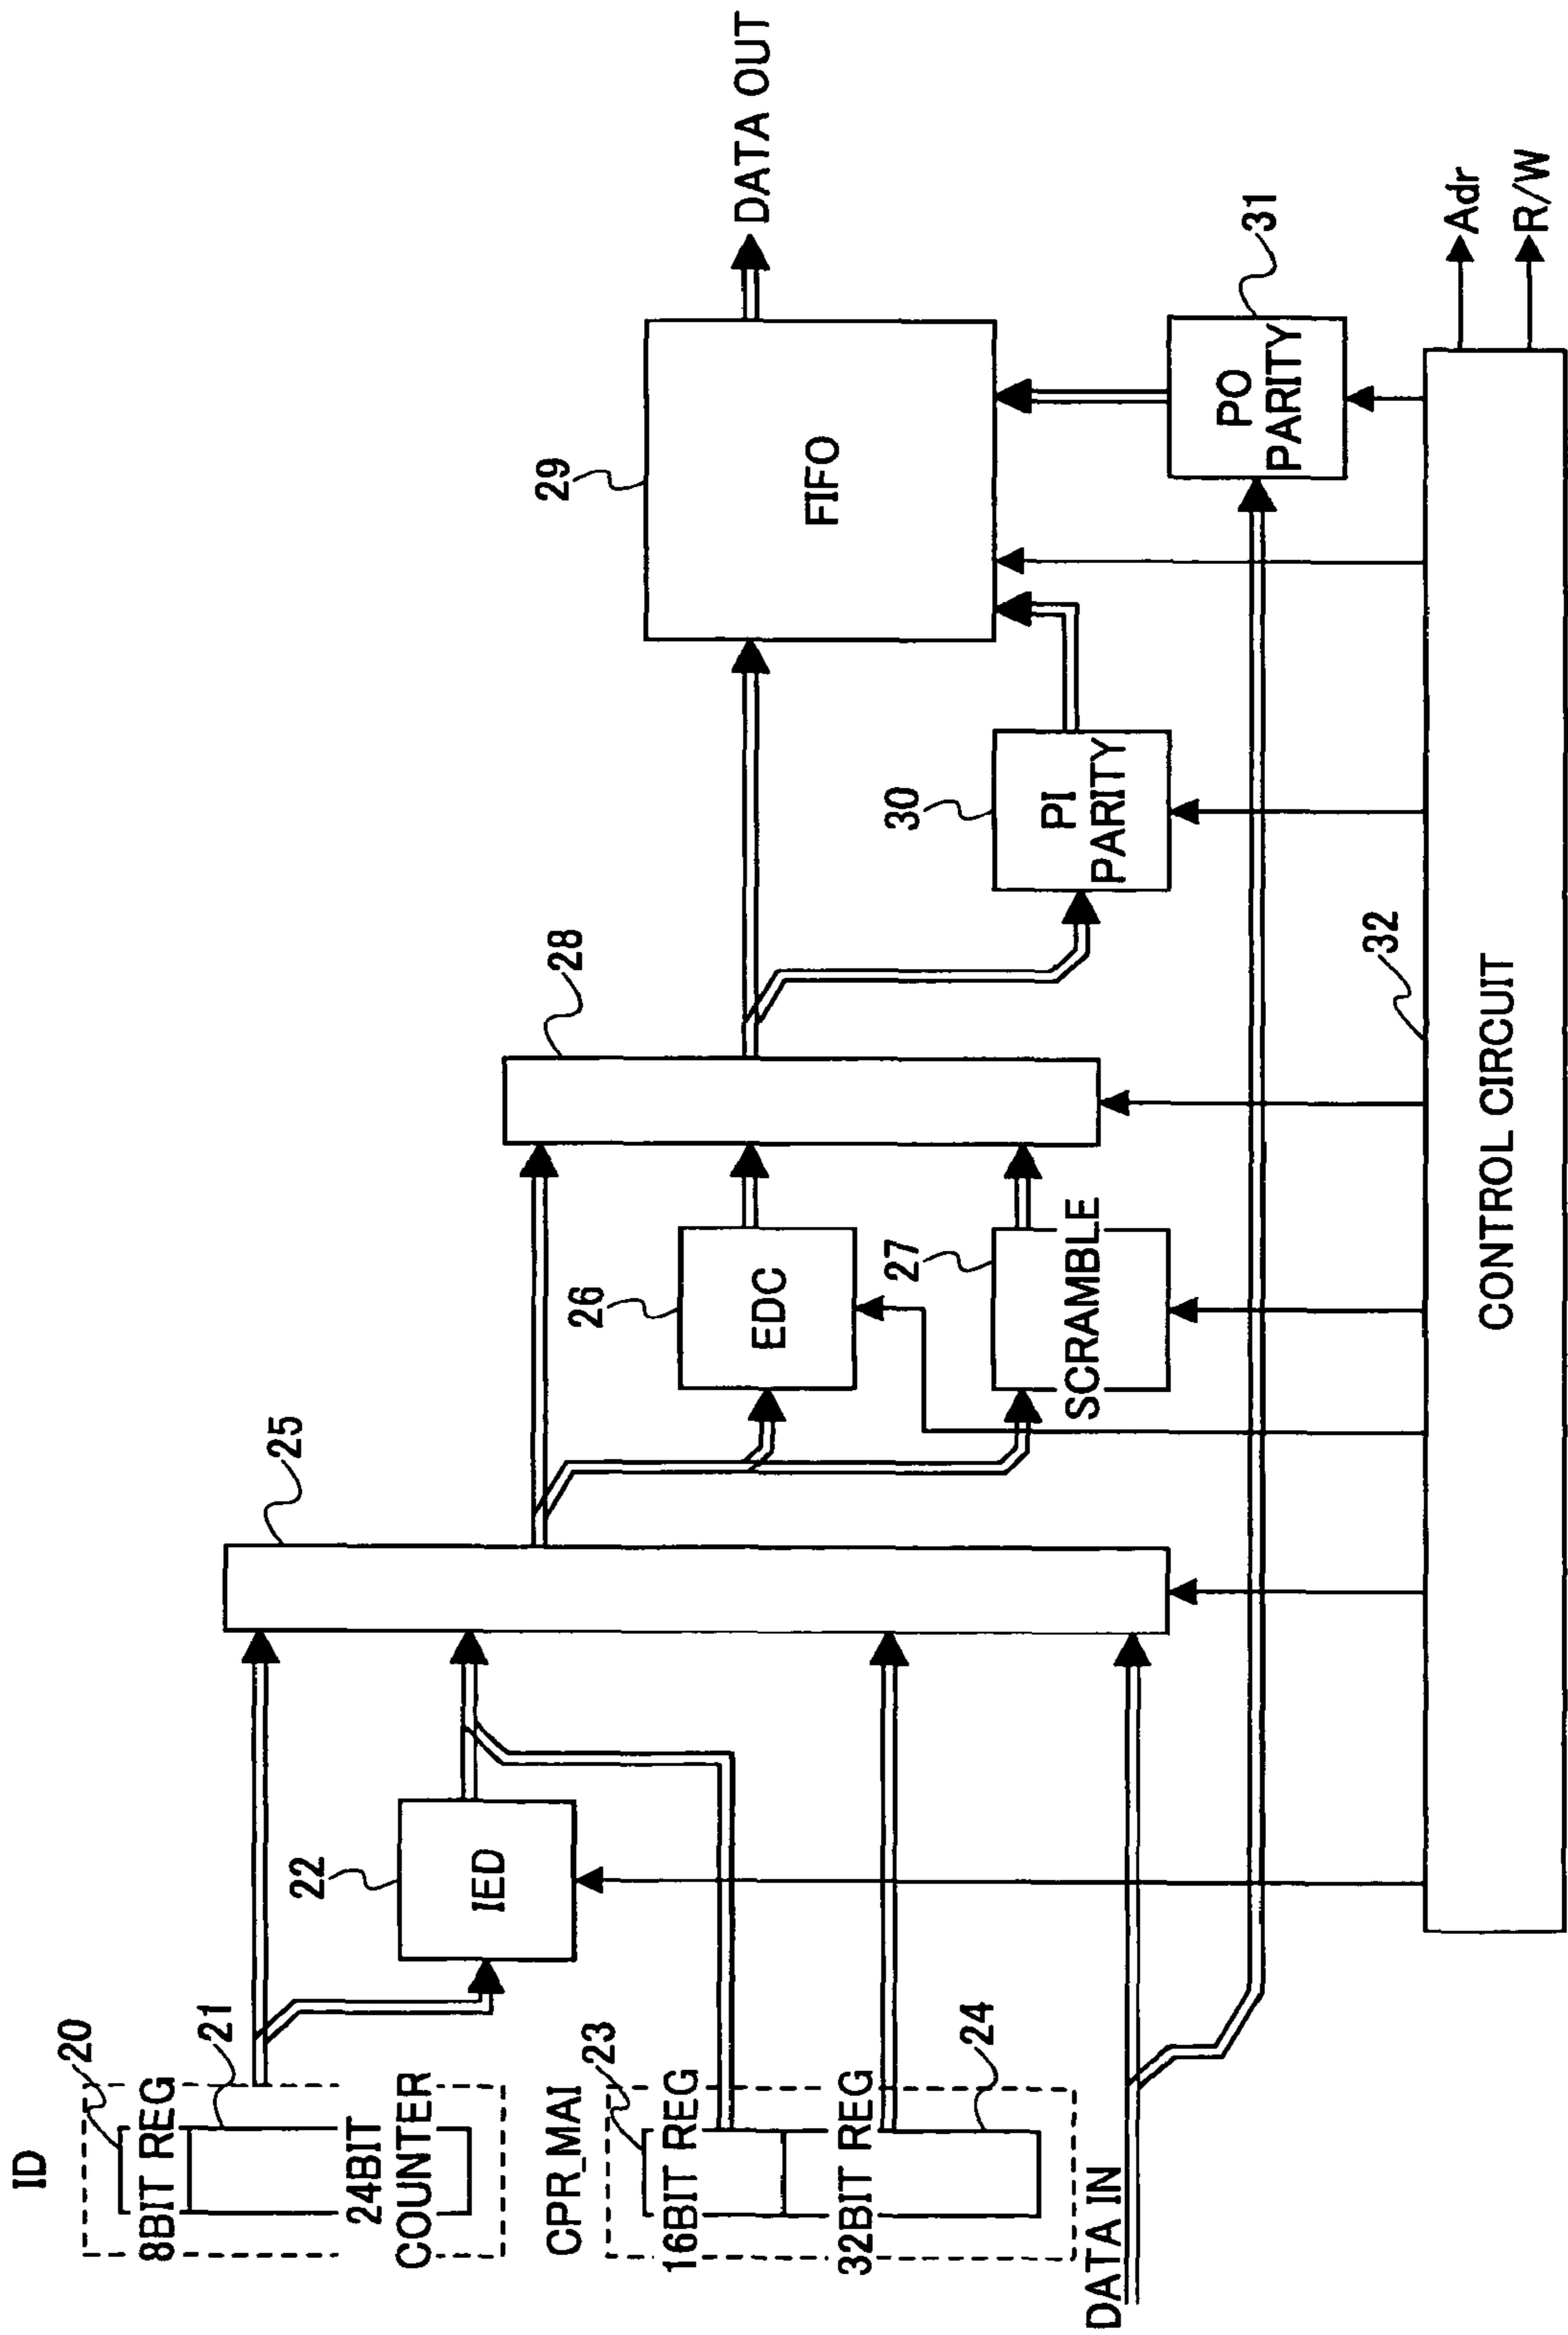 ID
20
8BIT REG
21
24BIT
COUNTER
CPR_MAI
23
16BIT REG
32BIT REG
24
DATA IN
22
IED
25
26
EDC
27
SCRAMBLE
28
30
PI
PARITY
29
FIFO
DATA OUT
31
PO
PARITY
32
CONTROL CIRCUIT
Adr
R/W